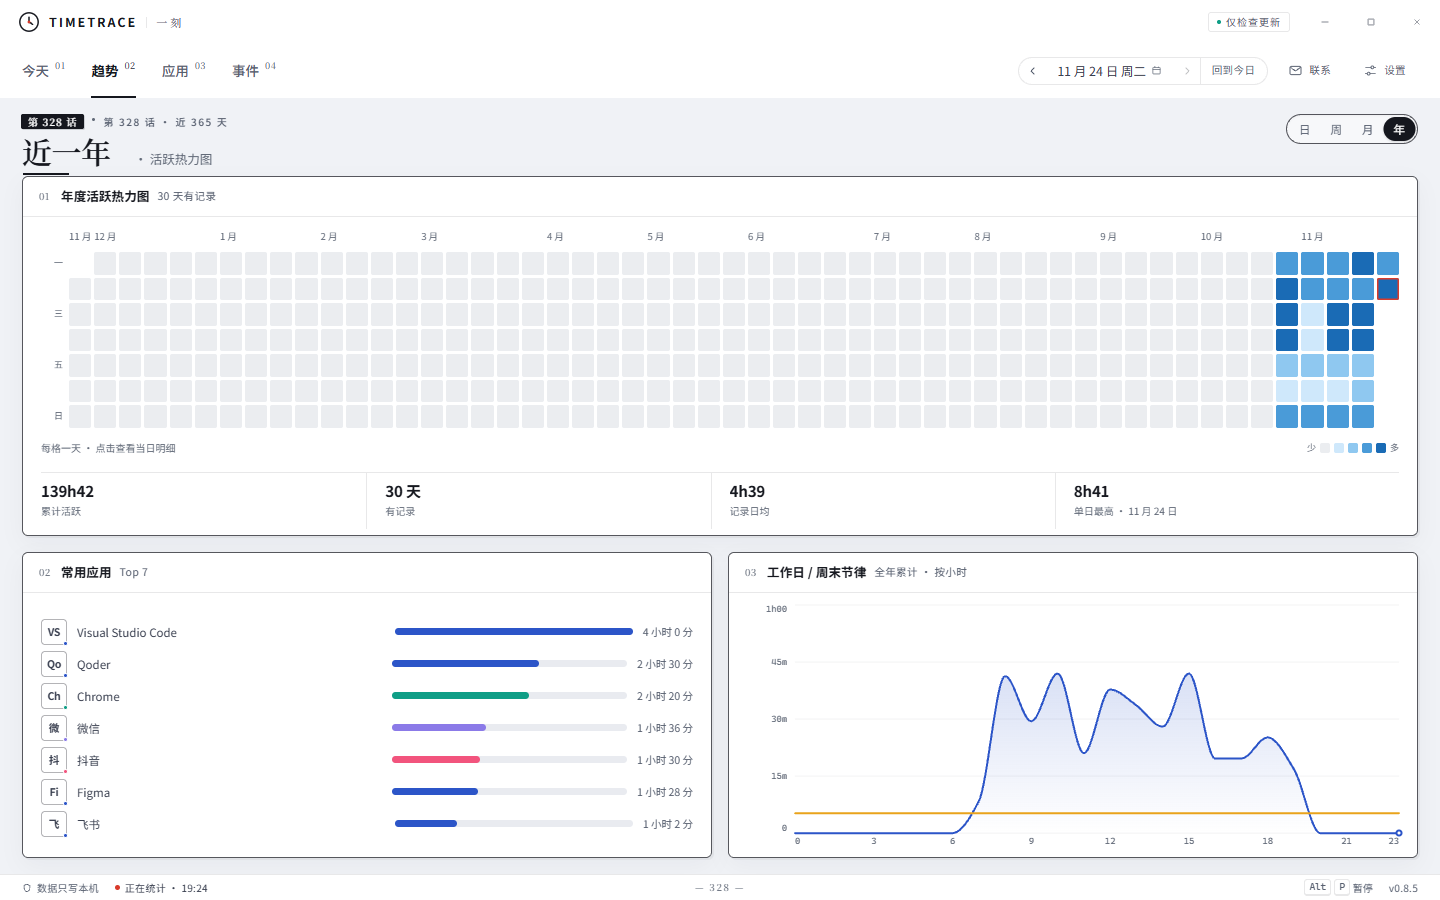 TIMETRACE 一刻
仅检查更新
今天 01 趋势 02 应用 03 事件 04
11 月 24 日 周二
回到今日
联系
设置
第 328 话 • 第 328 话 · 近 365 天
近一年 · 活跃热力图
日 周 月 年
01 年度活跃热力图 30 天有记录
11 月 12 月 1 月 2 月 3 月 4 月 5 月 6 月 7 月 8 月 9 月 10 月 11 月
一
三
五
日
每格一天 · 点击查看当日明细
少 多
139h42
累计活跃
30 天
有记录
4h39
记录日均
8h41
单日最高 · 11 月 24 日
02 常用应用 Top 7
VS Visual Studio Code 4 小时 0 分
Qo Qoder 2 小时 30 分
Ch Chrome 2 小时 20 分
微 微信 1 小时 36 分
抖 抖音 1 小时 30 分
Fi Figma 1 小时 28 分
飞 飞书 1 小时 2 分
03 工作日 / 周末节律 全年累计 · 按小时
1h00
45m
30m
15m
0
0 3 6 9 12 15 18 21 23
数据只写本机 正在统计 · 19:24
— 328 —
Alt P 暂停 v0.8.5